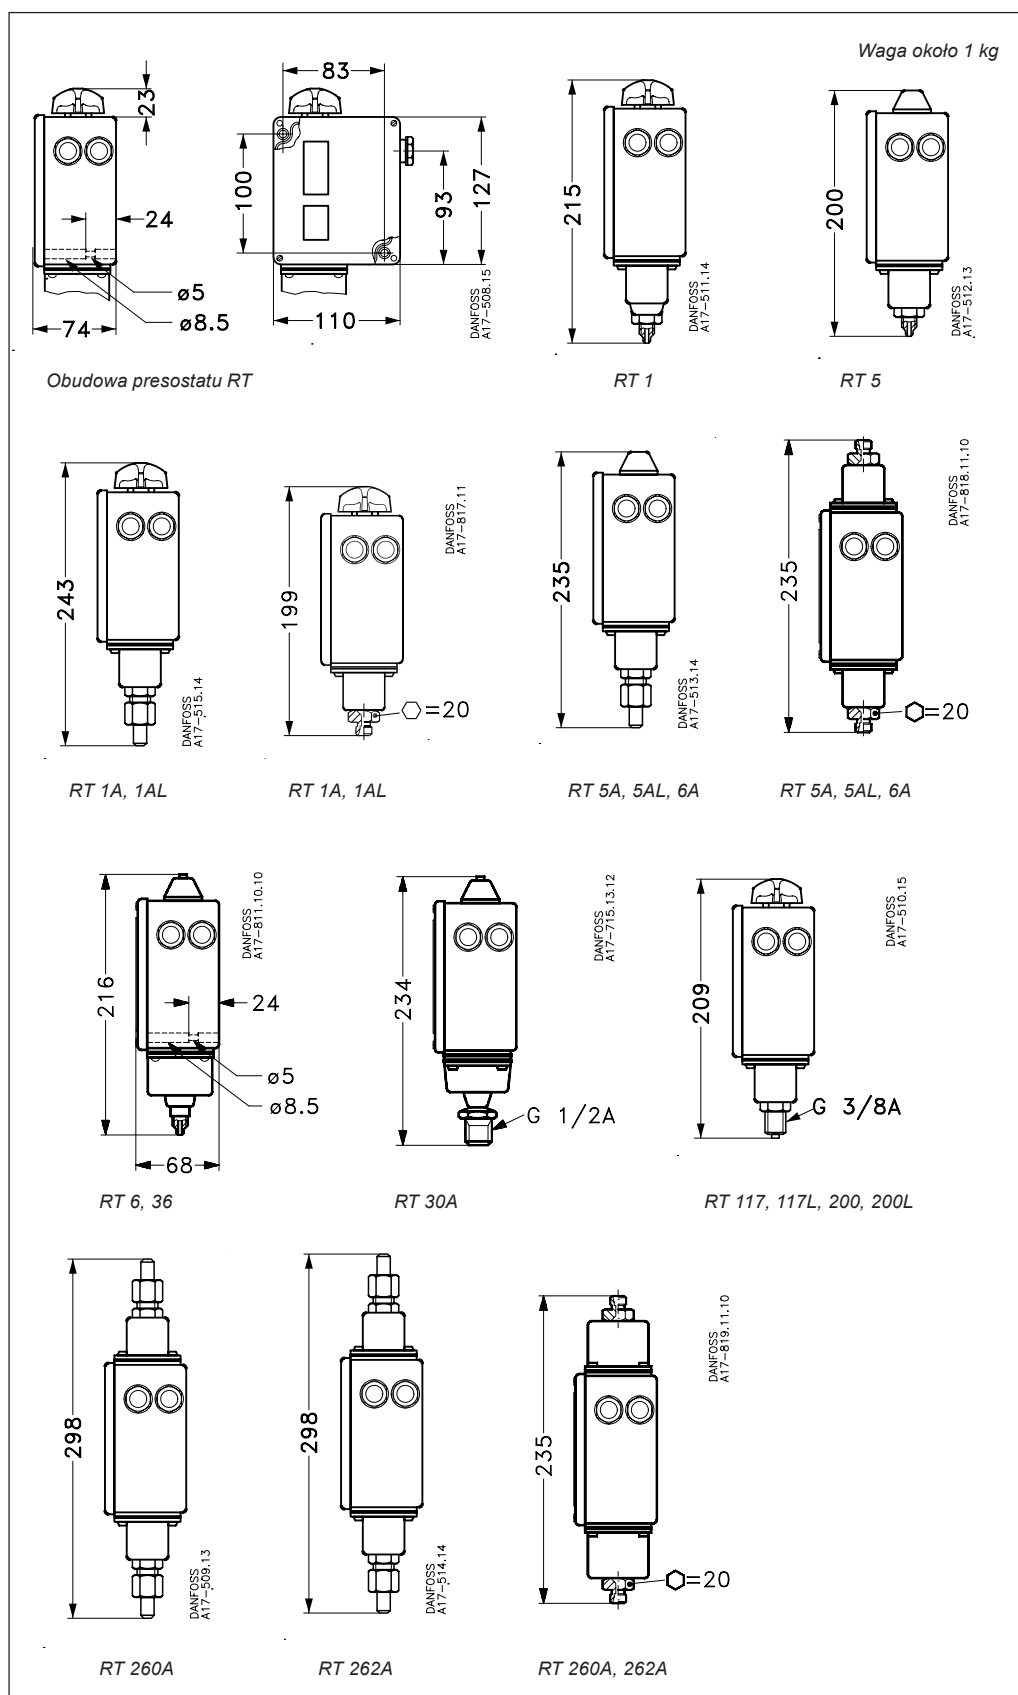 Waga około 1 kg
23
24
ø5
ø8.5
74
83
100
93
127
110
DANFOSS
A17-508.15
Obudowa presostatu RT
215
DANFOSS
A17-511.14
RT 1
200
DANFOSS
A17-512.13
RT 5
243
DANFOSS
A17-515.14
RT 1A, 1AL
199
=20
DANFOSS
A17-817.11
RT 1A, 1AL
235
DANFOSS
A17-513.14
RT 5A, 5AL, 6A
235
=20
DANFOSS
A17-818.11.10
RT 5A, 5AL, 6A
216
24
ø5
ø8.5
68
DANFOSS
A17-811.10.10
RT 6, 36
234
G 1/2A
DANFOSS
A17-715.13.12
RT 30A
209
G 3/8A
DANFOSS
A17-510.15
RT 117, 117L, 200, 200L
298
DANFOSS
A17-509.13
RT 260A
298
DANFOSS
A17-514.14
RT 262A
235
=20
DANFOSS
A17-819.11.10
RT 260A, 262A